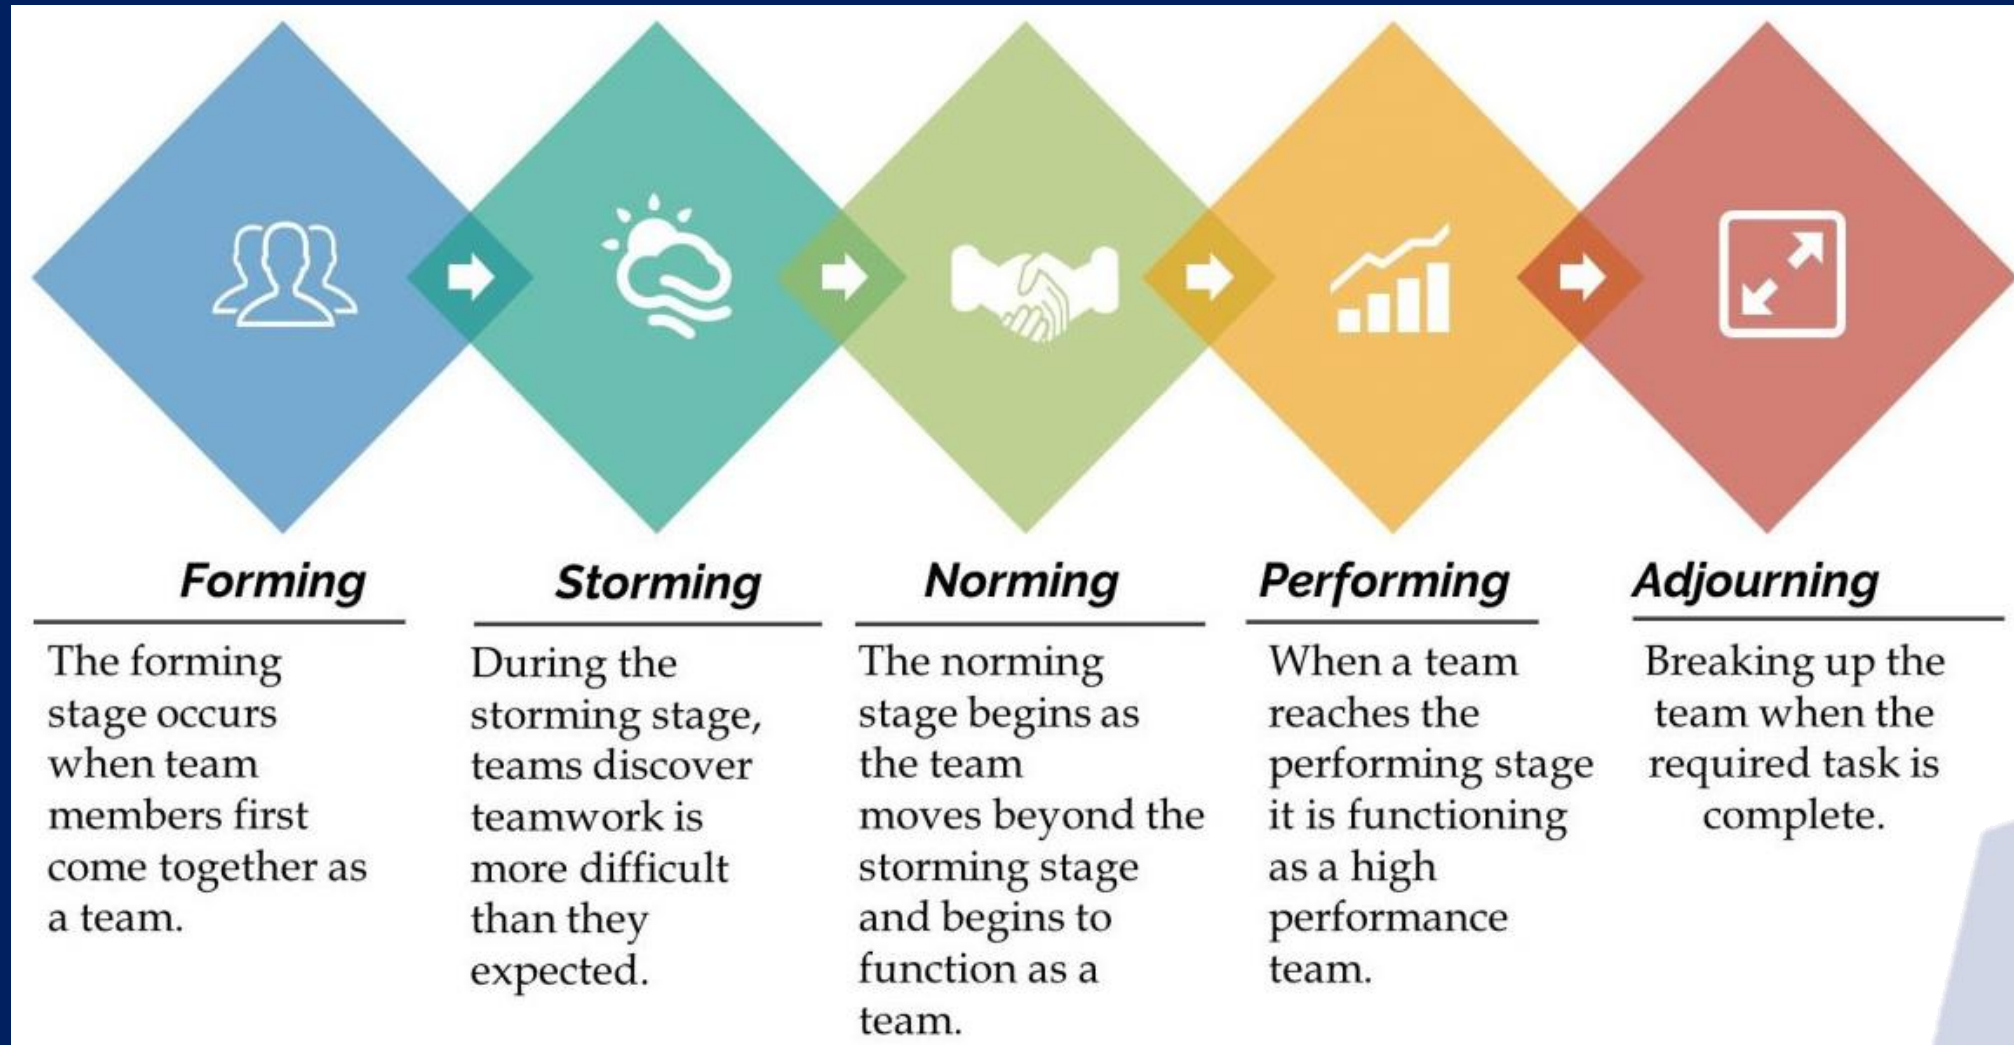 Forming
The forming
stage occurs
when team
members first
come together as
a team.
Storming
During the
storming stage,
teams discover
teamwork is
more difficult
than they
expected.
Norming
The norming
stage begins as
the team
moves beyond the
storming stage
and begins to
function as a
team.
Performing
When a team
reaches the
performing stage
it is functioning
as a high
performance
team.
Adjourning
Breaking up the
team when the
required task is
complete.